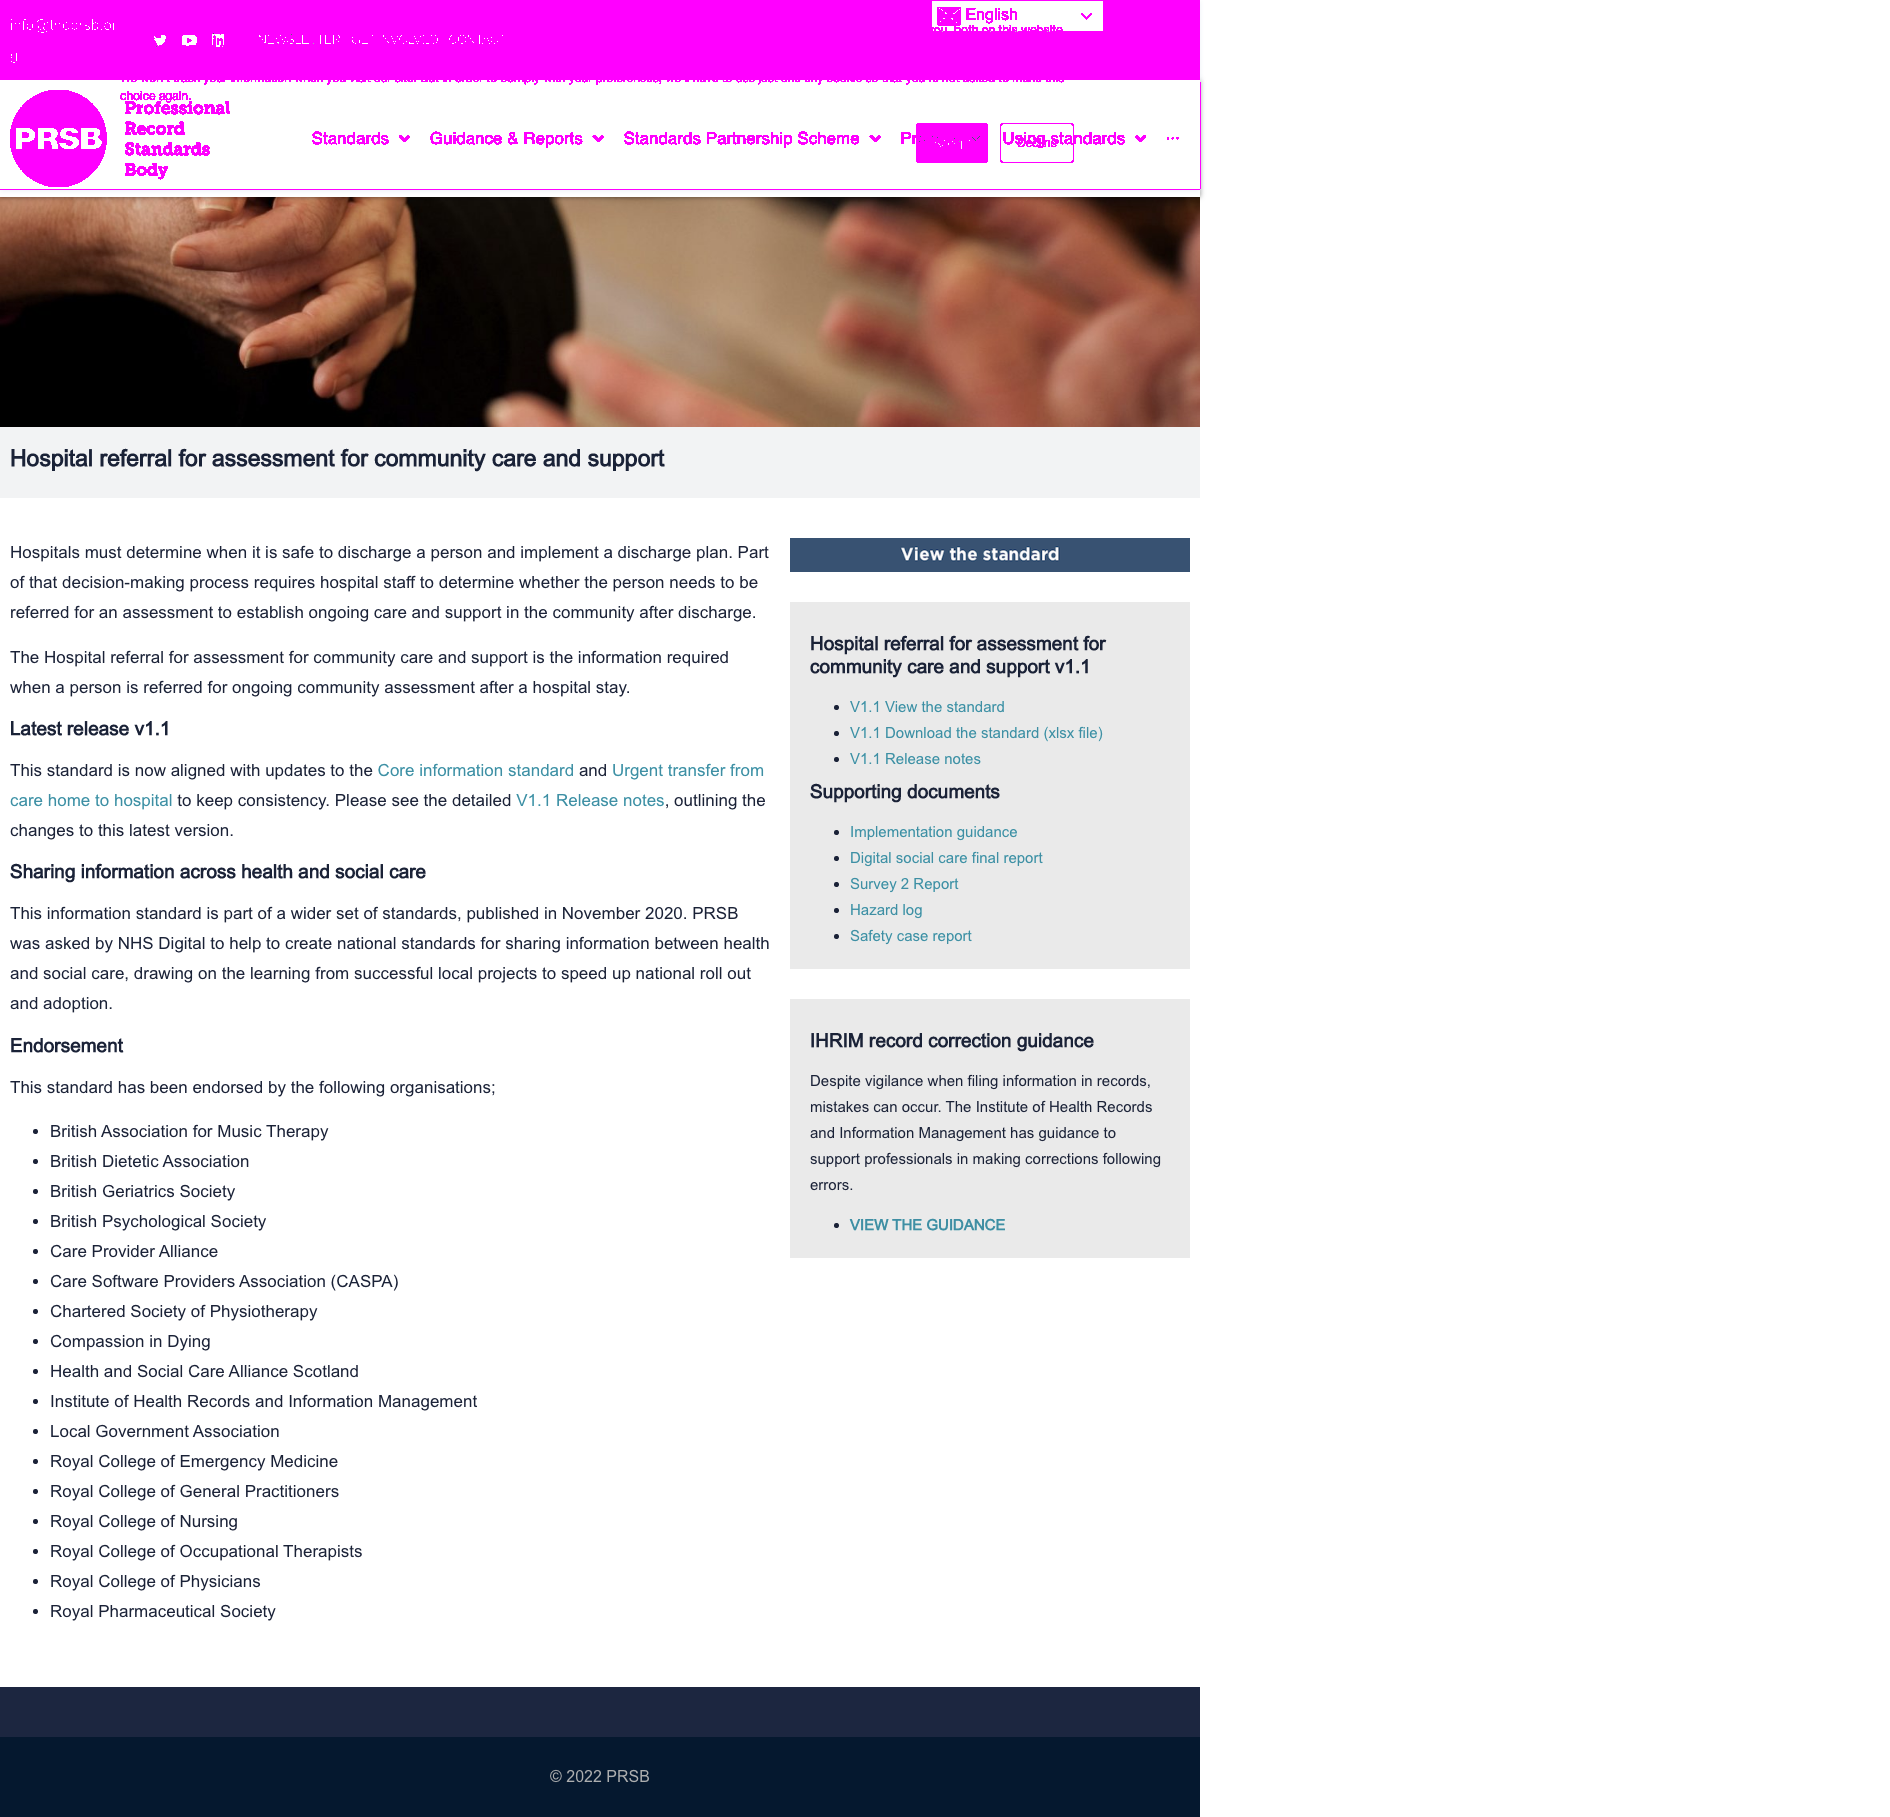 English
NEWSLETTER GET INVOLVED CONTACT
choice again.
PRSB
Professional
Record
Standards
Body
Standards
Guidance & Reports
Standards Partnership Scheme
Using standards
Decline
Hospital referral for assessment for community care and support
Hospitals must determine when it is safe to discharge a person and implement a discharge plan. Part
of that decision-making process requires hospital staff to determine whether the person needs to be
referred for an assessment to establish ongoing care and support in the community after discharge.
The Hospital referral for assessment for community care and support is the information required
when a person is referred for ongoing community assessment after a hospital stay.
Latest release v1.1
This standard is now aligned with updates to the Core information standard and Urgent transfer from
care home to hospital to keep consistency. Please see the detailed V1.1 Release notes, outlining the
changes to this latest version.
Sharing information across health and social care
This information standard is part of a wider set of standards, published in November 2020. PRSB
was asked by NHS Digital to help to create national standards for sharing information between health
and social care, drawing on the learning from successful local projects to speed up national roll out
and adoption.
Endorsement
This standard has been endorsed by the following organisations;
• British Association for Music Therapy
• British Dietetic Association
• British Geriatrics Society
• British Psychological Society
• Care Provider Alliance
• Care Software Providers Association (CASPA)
• Chartered Society of Physiotherapy
• Compassion in Dying
• Health and Social Care Alliance Scotland
• Institute of Health Records and Information Management
• Local Government Association
• Royal College of Emergency Medicine
• Royal College of General Practitioners
• Royal College of Nursing
• Royal College of Occupational Therapists
• Royal College of Physicians
• Royal Pharmaceutical Society
View the standard
Hospital referral for assessment for
community care and support v1.1
• V1.1 View the standard
• V1.1 Download the standard (xlsx file)
• V1.1 Release notes
Supporting documents
• Implementation guidance
• Digital social care final report
• Survey 2 Report
• Hazard log
• Safety case report
IHRIM record correction guidance
Despite vigilance when filing information in records,
mistakes can occur. The Institute of Health Records
and Information Management has guidance to
support professionals in making corrections following
errors.
• VIEW THE GUIDANCE
© 2022 PRSB